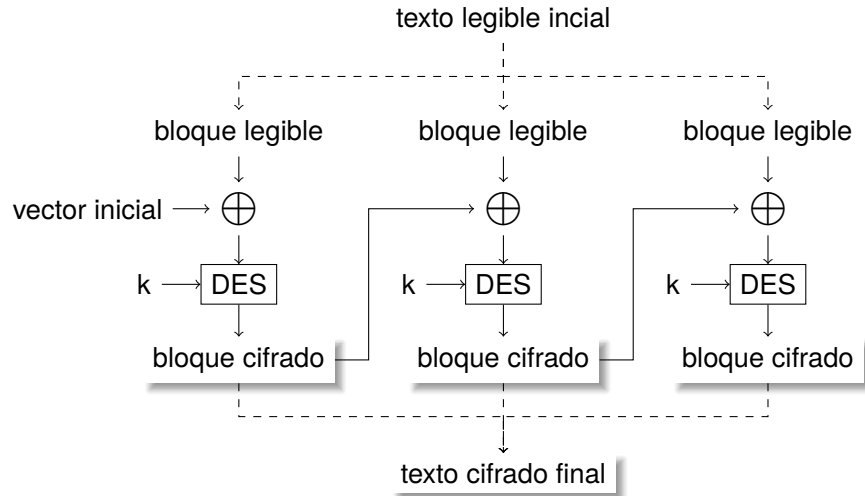 texto legible incial
bloque legible bloque legible bloque legible
vector inicial
k DES k DES k DES
bloque cifrado bloque cifrado bloque cifrado
texto cifrado final